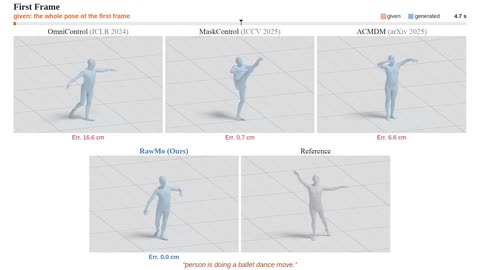 First Frame
given: the whole pose of the first frame
given generated 4.7 s
OmniControl (ICLR 2024) MaskControl (ICCV 2025) ACMDM (arXiv 2025)
Err. 16.6 cm Err. 0.7 cm Err. 6.6 cm
RawMo (Ours) Reference
Err. 0.0 cm
"person is doing a ballet dance move."